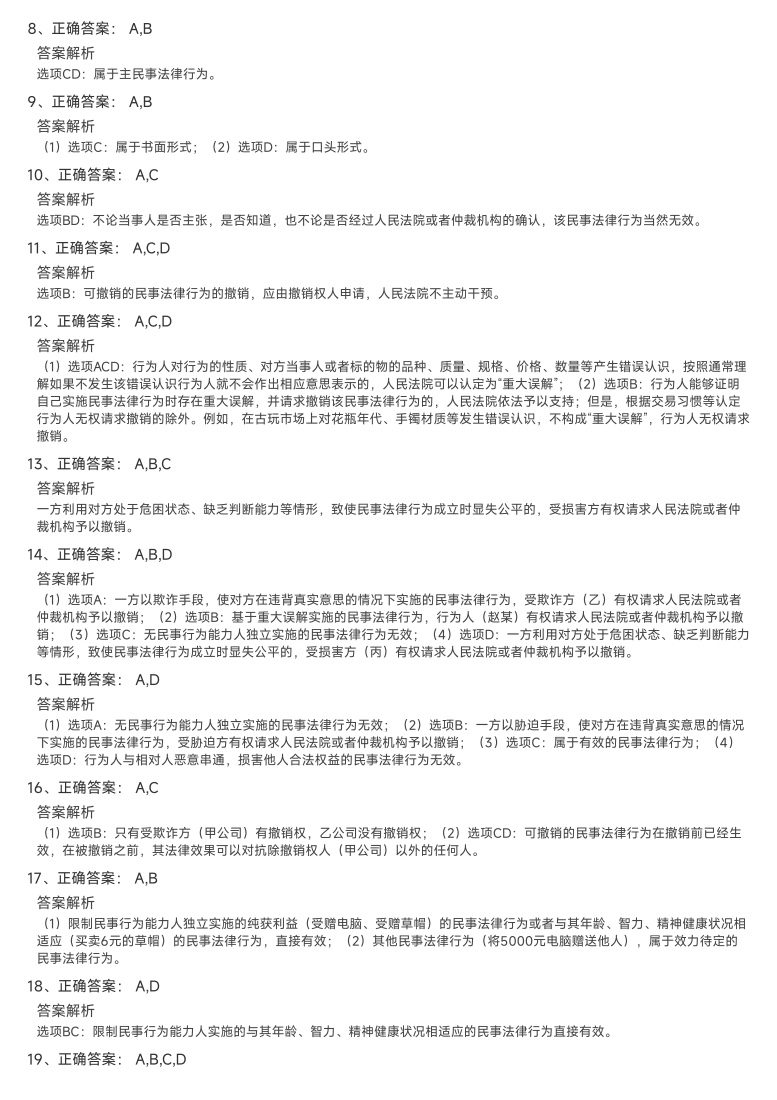 8、正确答案： A,B
答案解析
选项CD：属于主民事法律行为。
9、正确答案： A,B
答案解析
（1）选项C：属于书面形式；（2）选项D：属于口头形式。
10、正确答案： A,C
答案解析
选项BD：不论当事人是否主张，是否知道，也不论是否经过人民法院或者仲裁机构的确认，该民事法律行为当然无效。
11、正确答案： A,C,D
答案解析
选项B：可撤销的民事法律行为的撤销，应由撤销权人申请，人民法院不主动干预。
12、正确答案： A,C,D
答案解析
（1）选项ACD：行为人对行为的性质、对方当事人或者标的物的品种、质量、规格、价格、数量等产生错误认识，按照通常理
解如果不发生该错误认识行为人就不会作出相应意思表示的，人民法院可以认定为“重大误解”；（2）选项B：行为人能够证明
自己实施民事法律行为时存在重大误解，并请求撤销该民事法律行为的，人民法院依法予以支持；但是，根据交易习惯等认定
行为人无权请求撤销的除外。例如，在古玩市场上对花瓶年代、手镯材质等发生错误认识，不构成“重大误解”，行为人无权请求
撤销。
13、正确答案： A,B,C
答案解析
一方利用对方处于危困状态、缺乏判断能力等情形，致使民事法律行为成立时显失公平的，受损害方有权请求人民法院或者仲
裁机构予以撤销。
14、正确答案： A,B,D
答案解析
（1）选项A：一方以欺诈手段，使对方在违背真实意思的情况下实施的民事法律行为，受欺诈方（乙）有权请求人民法院或者
仲裁机构予以撤销；（2）选项B：基于重大误解实施的民事法律行为，行为人（赵某）有权请求人民法院或者仲裁机构予以撤
销；（3）选项C：无民事行为能力人独立实施的民事法律行为无效；（4）选项D：一方利用对方处于危困状态、缺乏判断能力
等情形，致使民事法律行为成立时显失公平的，受损害方（丙）有权请求人民法院或者仲裁机构予以撤销。
15、正确答案： A,D
答案解析
（1）选项A：无民事行为能力人独立实施的民事法律行为无效；（2）选项B：一方以胁迫手段，使对方在违背真实意思的情况
下实施的民事法律行为，受胁迫方有权请求人民法院或者仲裁机构予以撤销；（3）选项C：属于有效的民事法律行为；（4）
选项D：行为人与相对人恶意串通，损害他人合法权益的民事法律行为无效。
16、正确答案： A,C
答案解析
（1）选项B：只有受欺诈方（甲公司）有撤销权，乙公司没有撤销权；（2）选项CD：可撤销的民事法律行为在撤销前已经生
效，在被撤销之前，其法律效果可以对抗除撤销权人（甲公司）以外的任何人。
17、正确答案： A,B
答案解析
（1）限制民事行为能力人独立实施的纯获利益（受赠电脑、受赠草帽）的民事法律行为或者与其年龄、智力、精神健康状况相
适应（买卖6元的草帽）的民事法律行为，直接有效；（2）其他民事法律行为（将5000元电脑赠送他人），属于效力待定的
民事法律行为。
18、正确答案： A,D
答案解析
选项BC：限制民事行为能力人实施的与其年龄、智力、精神健康状况相适应的民事法律行为直接有效。
19、正确答案： A,B,C,D